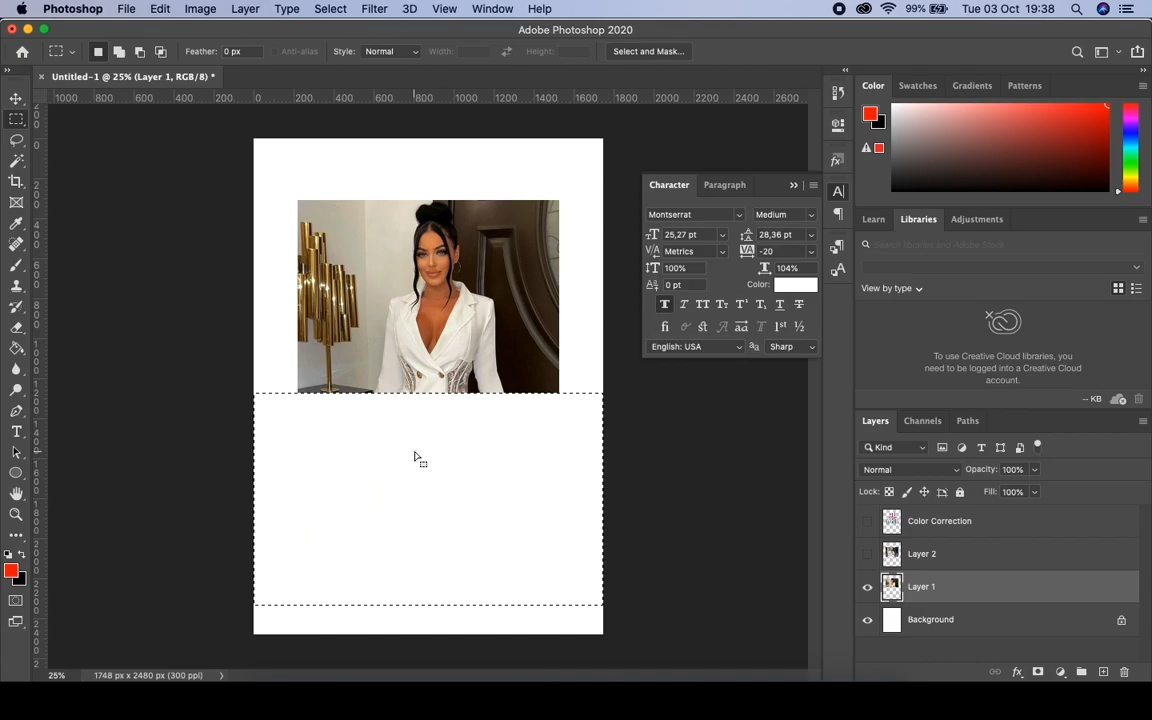 Photoshop File Edit Image Layer Type Select Filter 3D View Window Help 99% Tue 03 Oct 19:38
Adobe Photoshop 2020
Feather: 0 px Anti-alias Style: Normal Width: Height: Select and Mask...
Untitled-1 @ 25% (Layer 1, RGB/8) *
1000 800 600 400 200 0 200 400 600 800 1000 1200 1400 1600 1800 2000 2200 2400 2600
Color Swatches Gradients Patterns
Character Paragraph
Montserrat Medium
25,27 pt 28,36 pt
Metrics -20
100% 104%
0 pt Color:
English: USA Sharp
Learn Libraries Adjustments
Search libraries and Adobe Stock
View by type
To use Creative Cloud libraries, you
need to be logged into a Creative Cloud
account.
-- KB
Layers Channels Paths
Kind
Normal Opacity: 100%
Lock: Fill: 100%
Color Correction
Layer 2
Layer 1
Background
25% 1748 px x 2480 px (300 ppi)